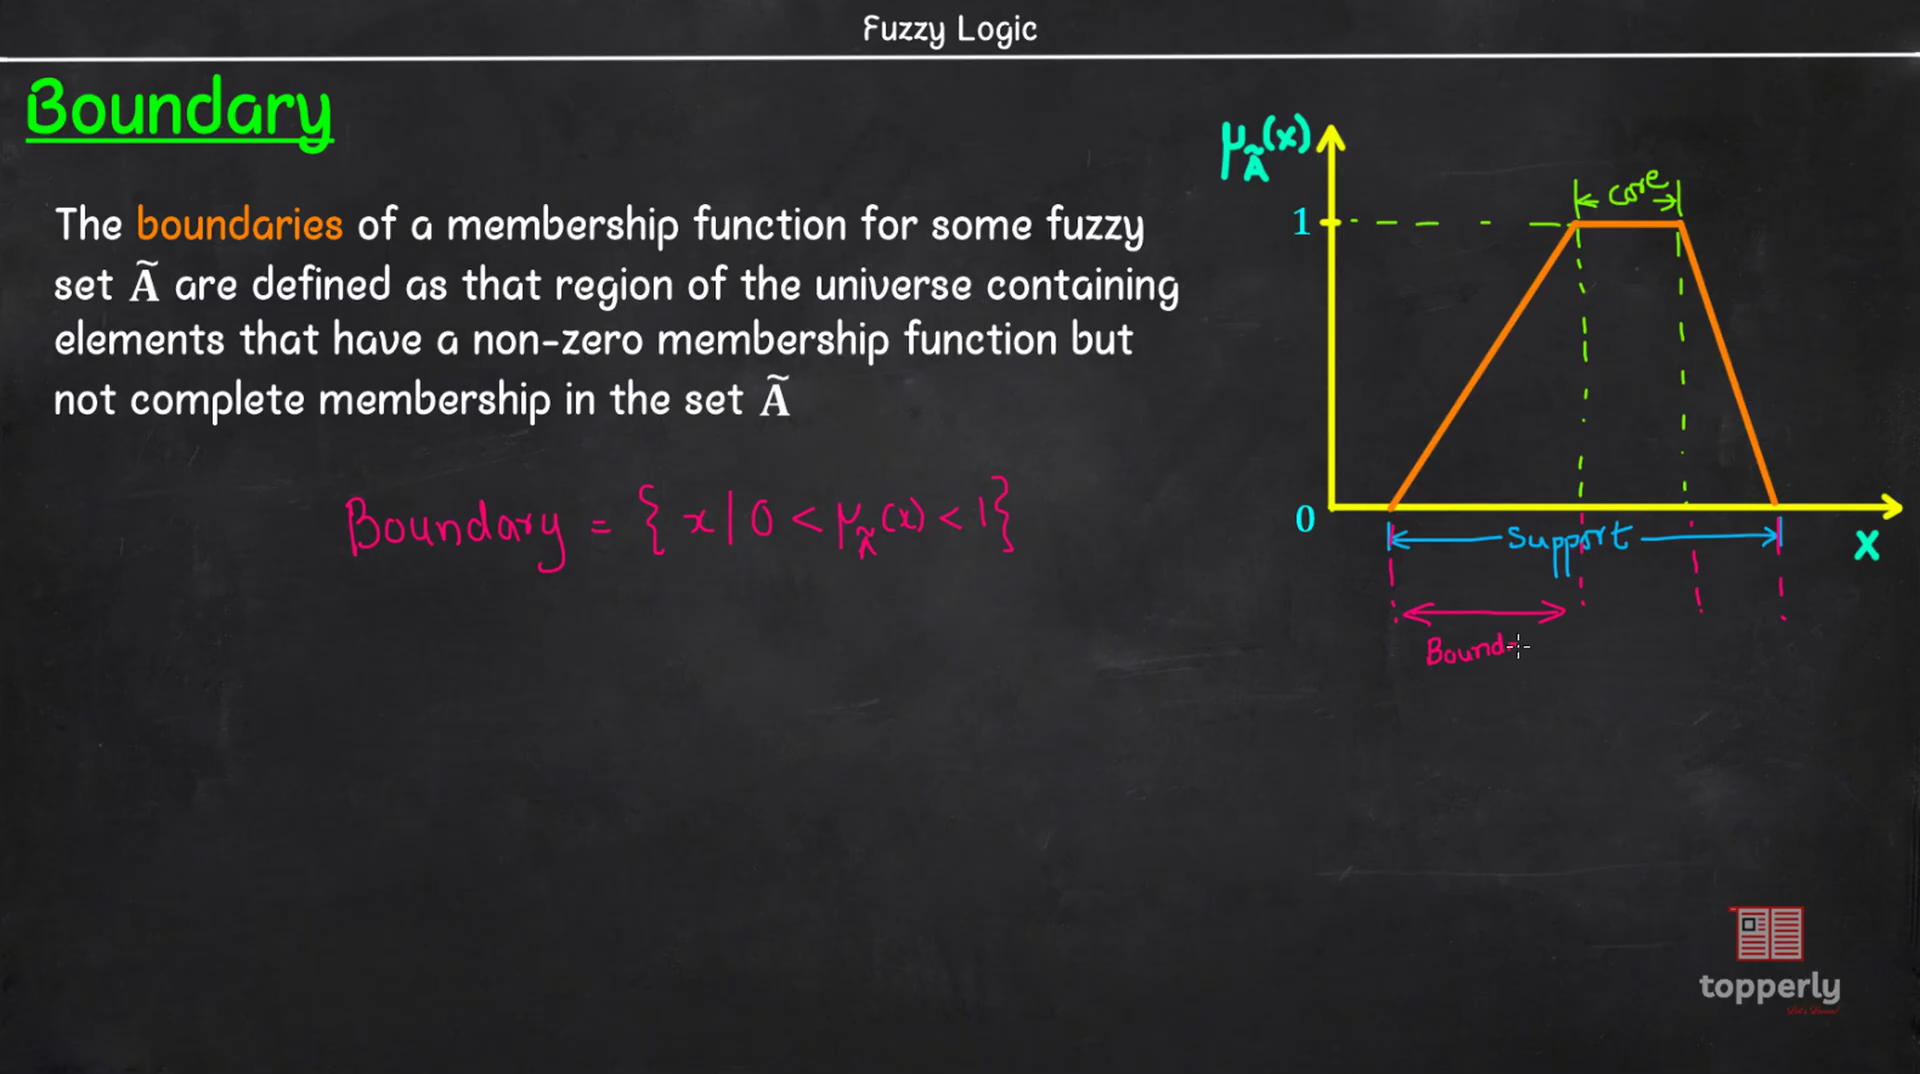 Fuzzy Logic
Boundary
The boundaries of a membership function for some fuzzy
set Ã are defined as that region of the universe containing
elements that have a non-zero membership function but
not complete membership in the set Ã
Boundary = { x | 0 < μÃ(x) < 1 }
μÃ(x)
core
1
0
Support
x
Bound
topperly